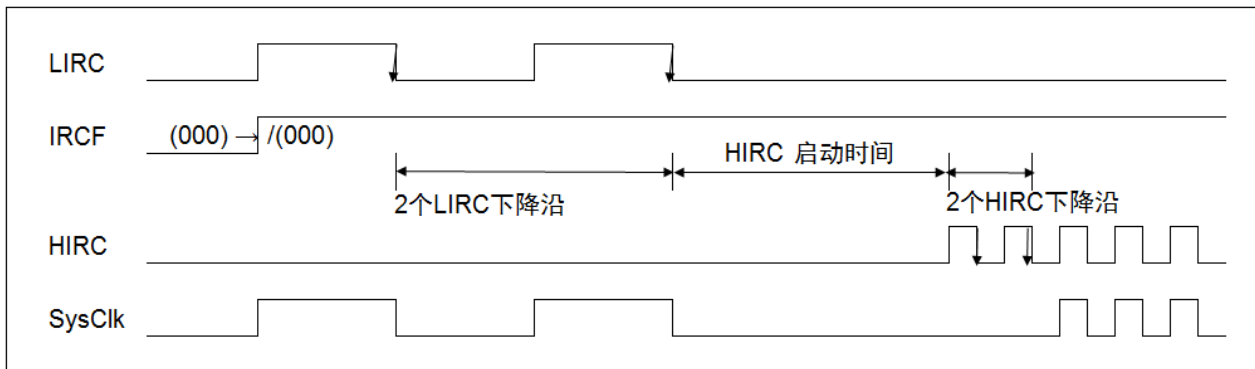 LIRC
IRCF
(000) → /(000)
HIRC 启动时间
2个LIRC下降沿
2个HIRC下降沿
HIRC
SysClk